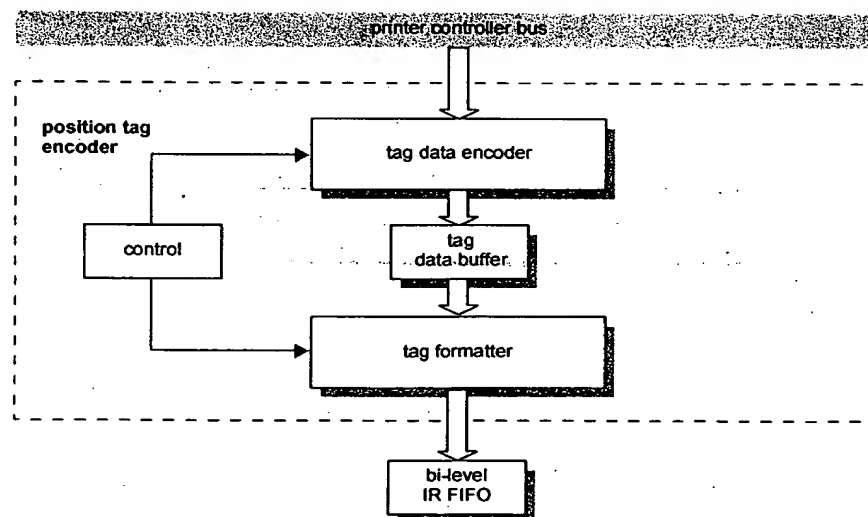 printer controller bus
position tag
encoder
tag data encoder
control
tag
data buffer
tag formatter
bi-level
IR FIFO